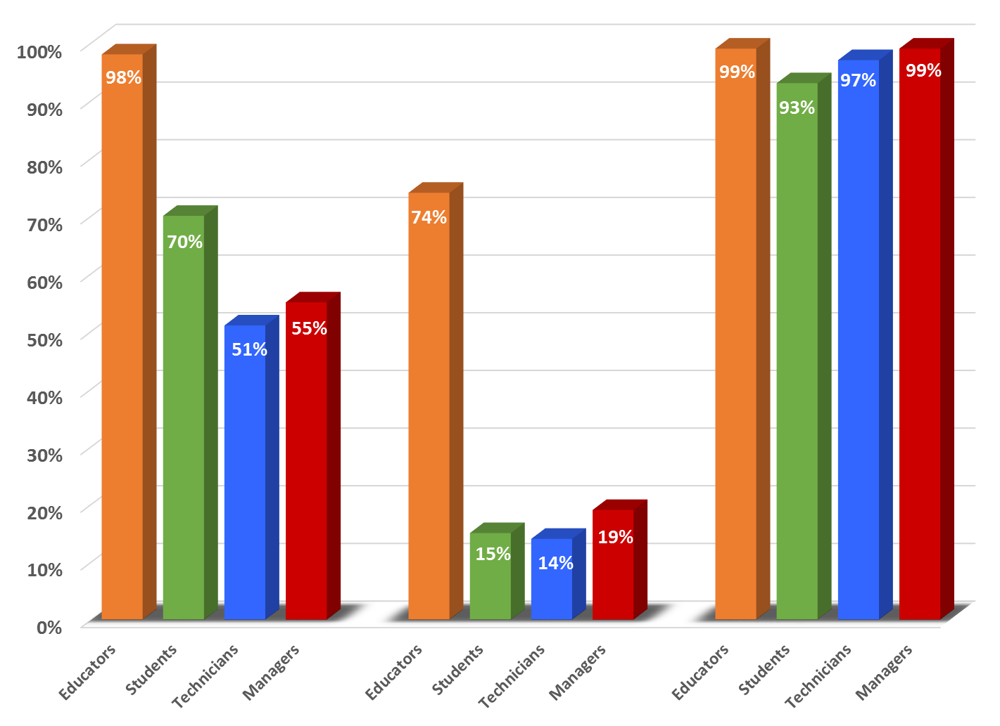 100%
90%
80%
70%
60%
50%
40%
30%
20%
10%
0%
98%
70%
51%
55%
74%
15%
14%
19%
99%
93%
97%
99%
Educators
Students
Technicians
Managers
Educators
Students
Technicians
Managers
Educators
Students
Technicians
Managers